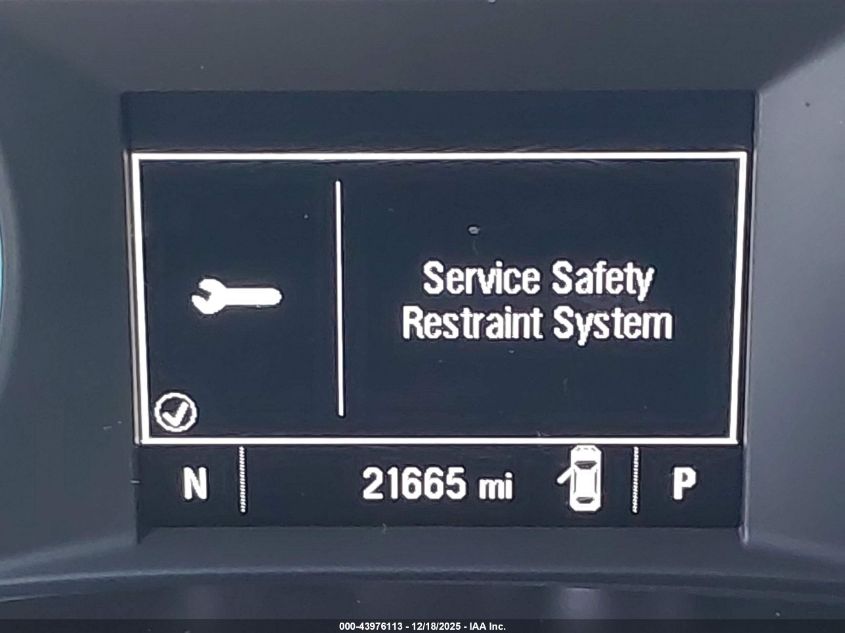 Service Safety
Restraint System
N 21665 mi P
000-43976113 - 12/18/2025 - IAA Inc.